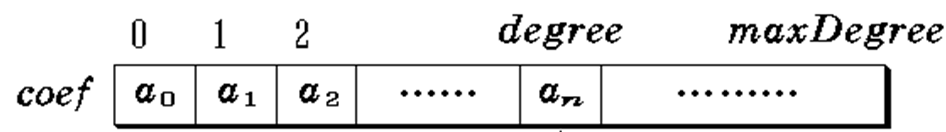 0 1 2 degree maxDegree
coef a₀ a₁ a₂ ······ aₙ ·········